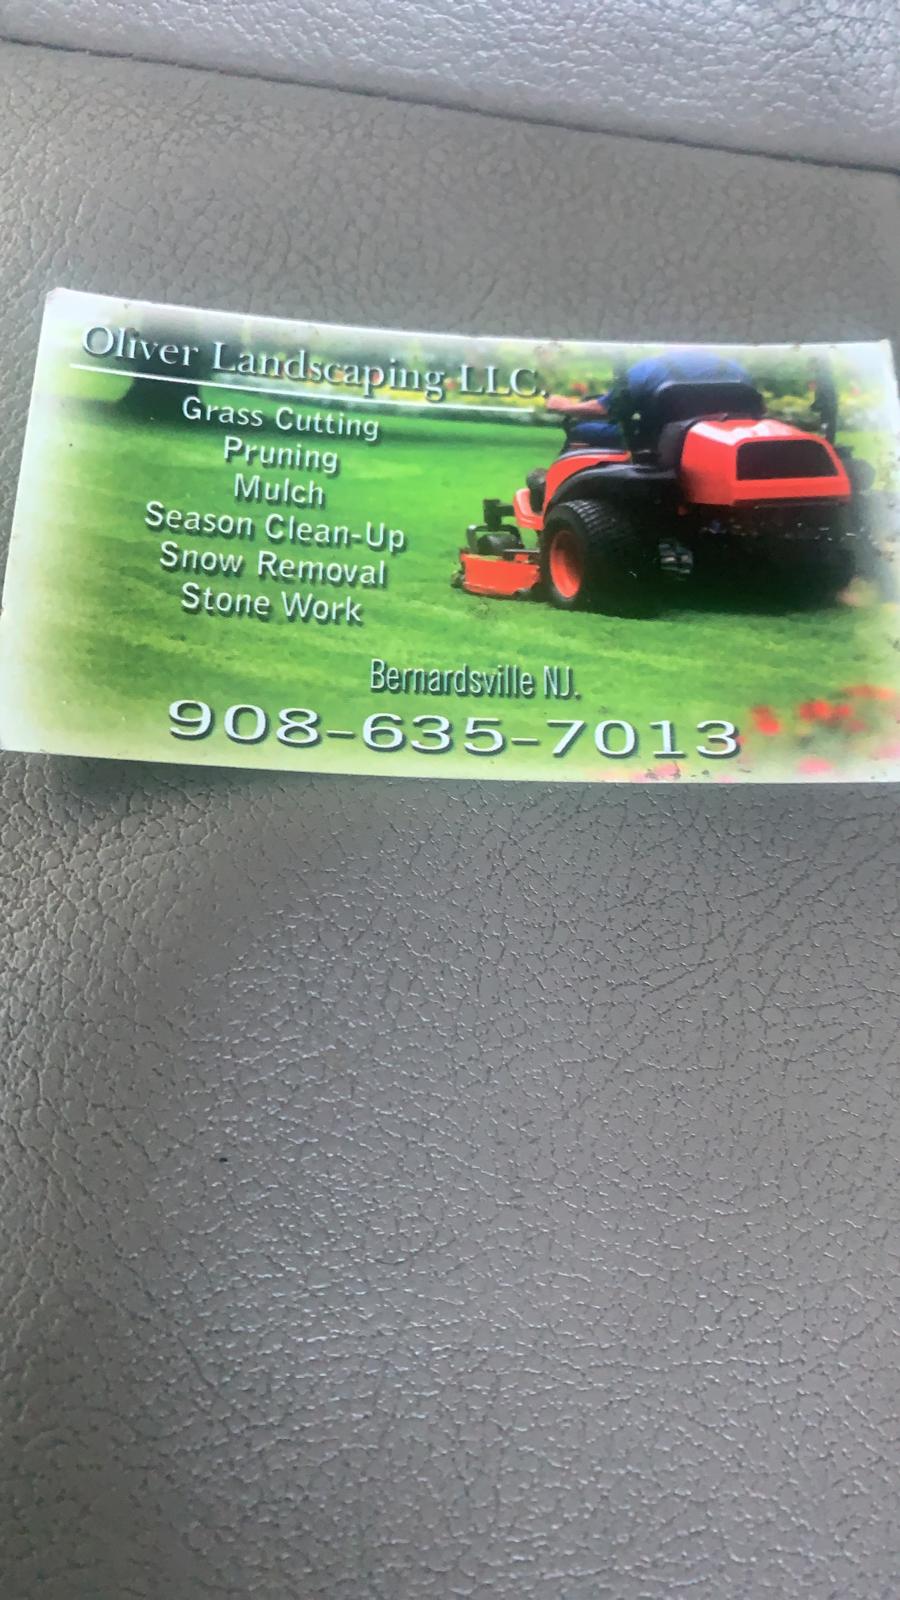 Oliver Landscaping LLC.
Grass Cutting
Pruning
Mulch
Season Clean-Up
Snow Removal
Stone Work
Bernardsville NJ.
908-635-7013